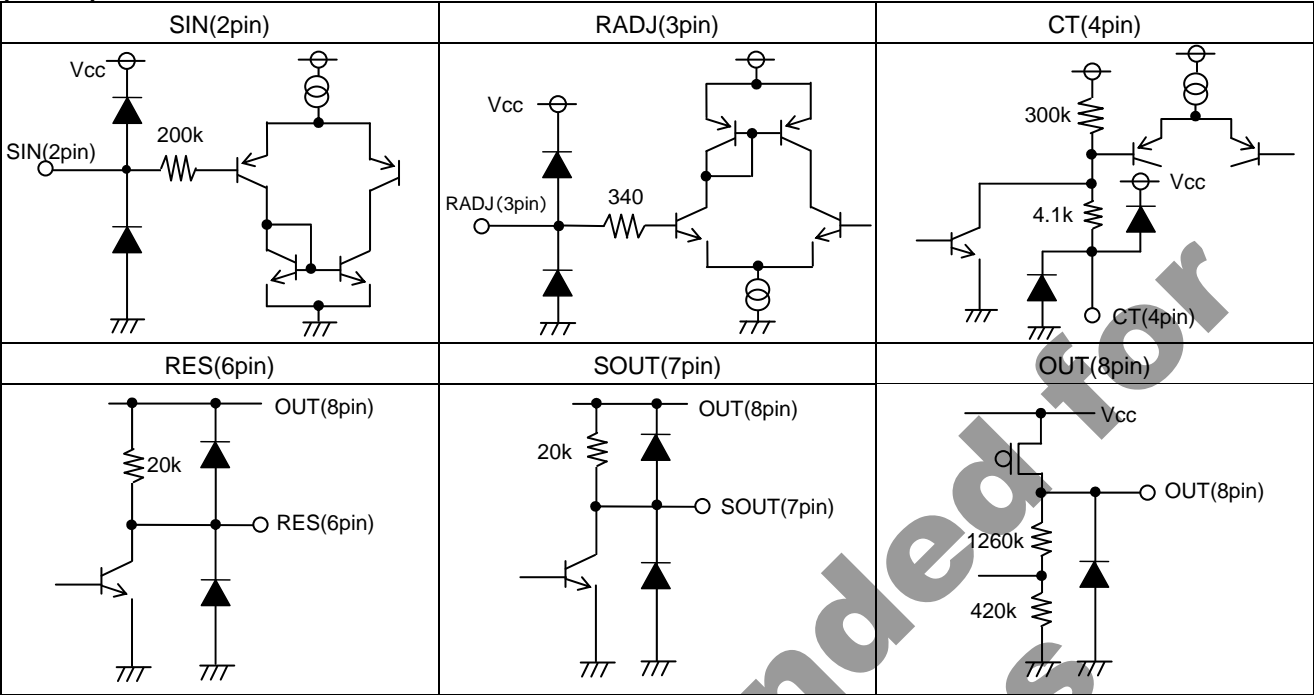 SIN(2pin)
RADJ(3pin)
CT(4pin)
Vcc
200k
SIN(2pin)
Vcc
340
RADJ(3pin)
300k
Vcc
4.1k
CT(4pin)
RES(6pin)
SOUT(7pin)
OUT(8pin)
OUT(8pin)
20k
RES(6pin)
OUT(8pin)
20k
SOUT(7pin)
Vcc
OUT(8pin)
1260k
420k